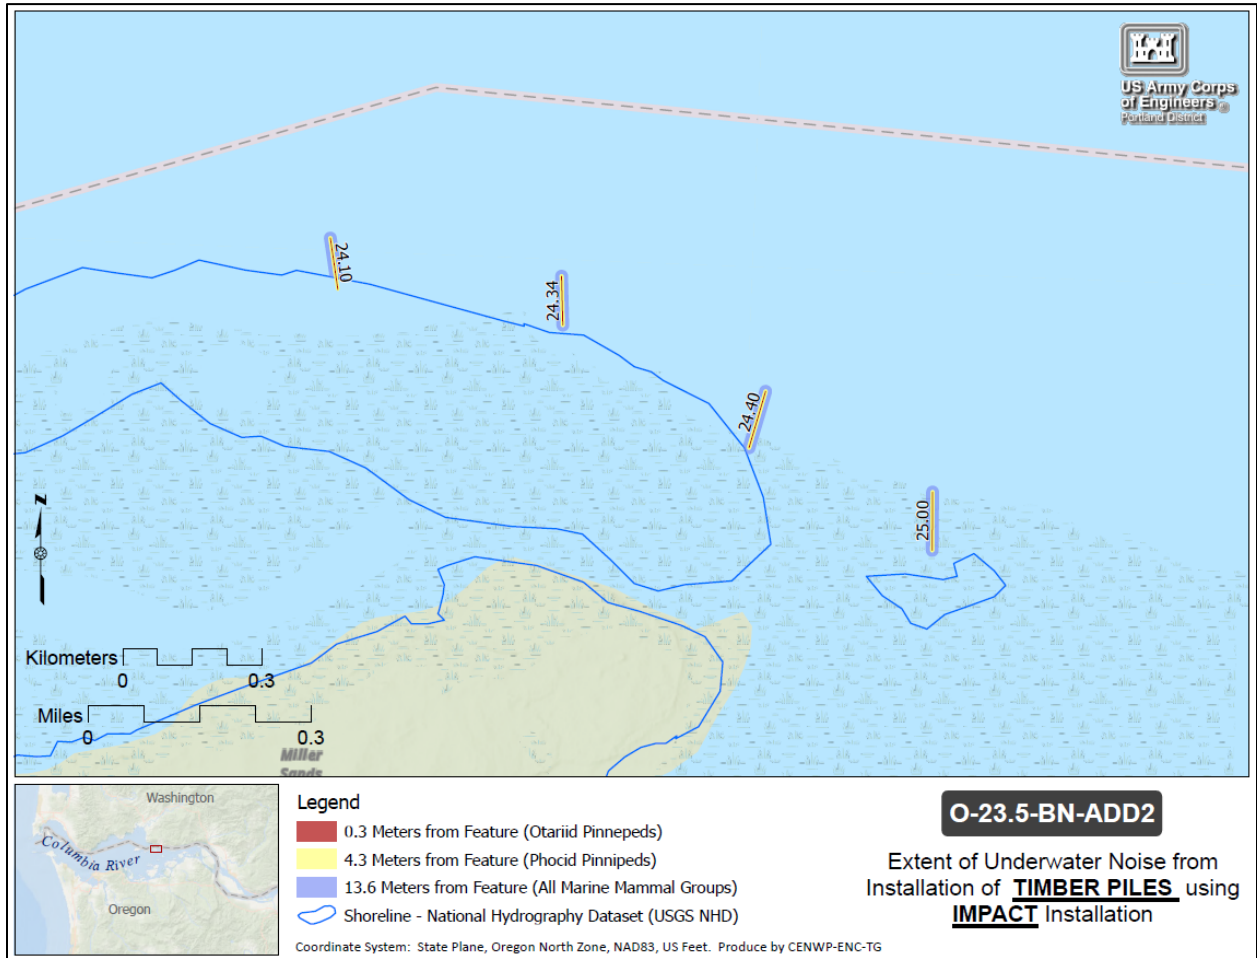 US Army Corps
of Engineers ®
Portland District
24.10
24.34
24.40
25.00
N
Kilometers
0 0.3
Miles
0 0.3
Miller
Sands
Washington
Columbia River
Oregon
Legend
0.3 Meters from Feature (Otariid Pinnepeds)
4.3 Meters from Feature (Phocid Pinnipeds)
13.6 Meters from Feature (All Marine Mammal Groups)
Shoreline - National Hydrography Dataset (USGS NHD)
Coordinate System: State Plane, Oregon North Zone, NAD83, US Feet. Produce by CENWP-ENC-TG
O-23.5-BN-ADD2
Extent of Underwater Noise from
Installation of TIMBER PILES using
IMPACT Installation